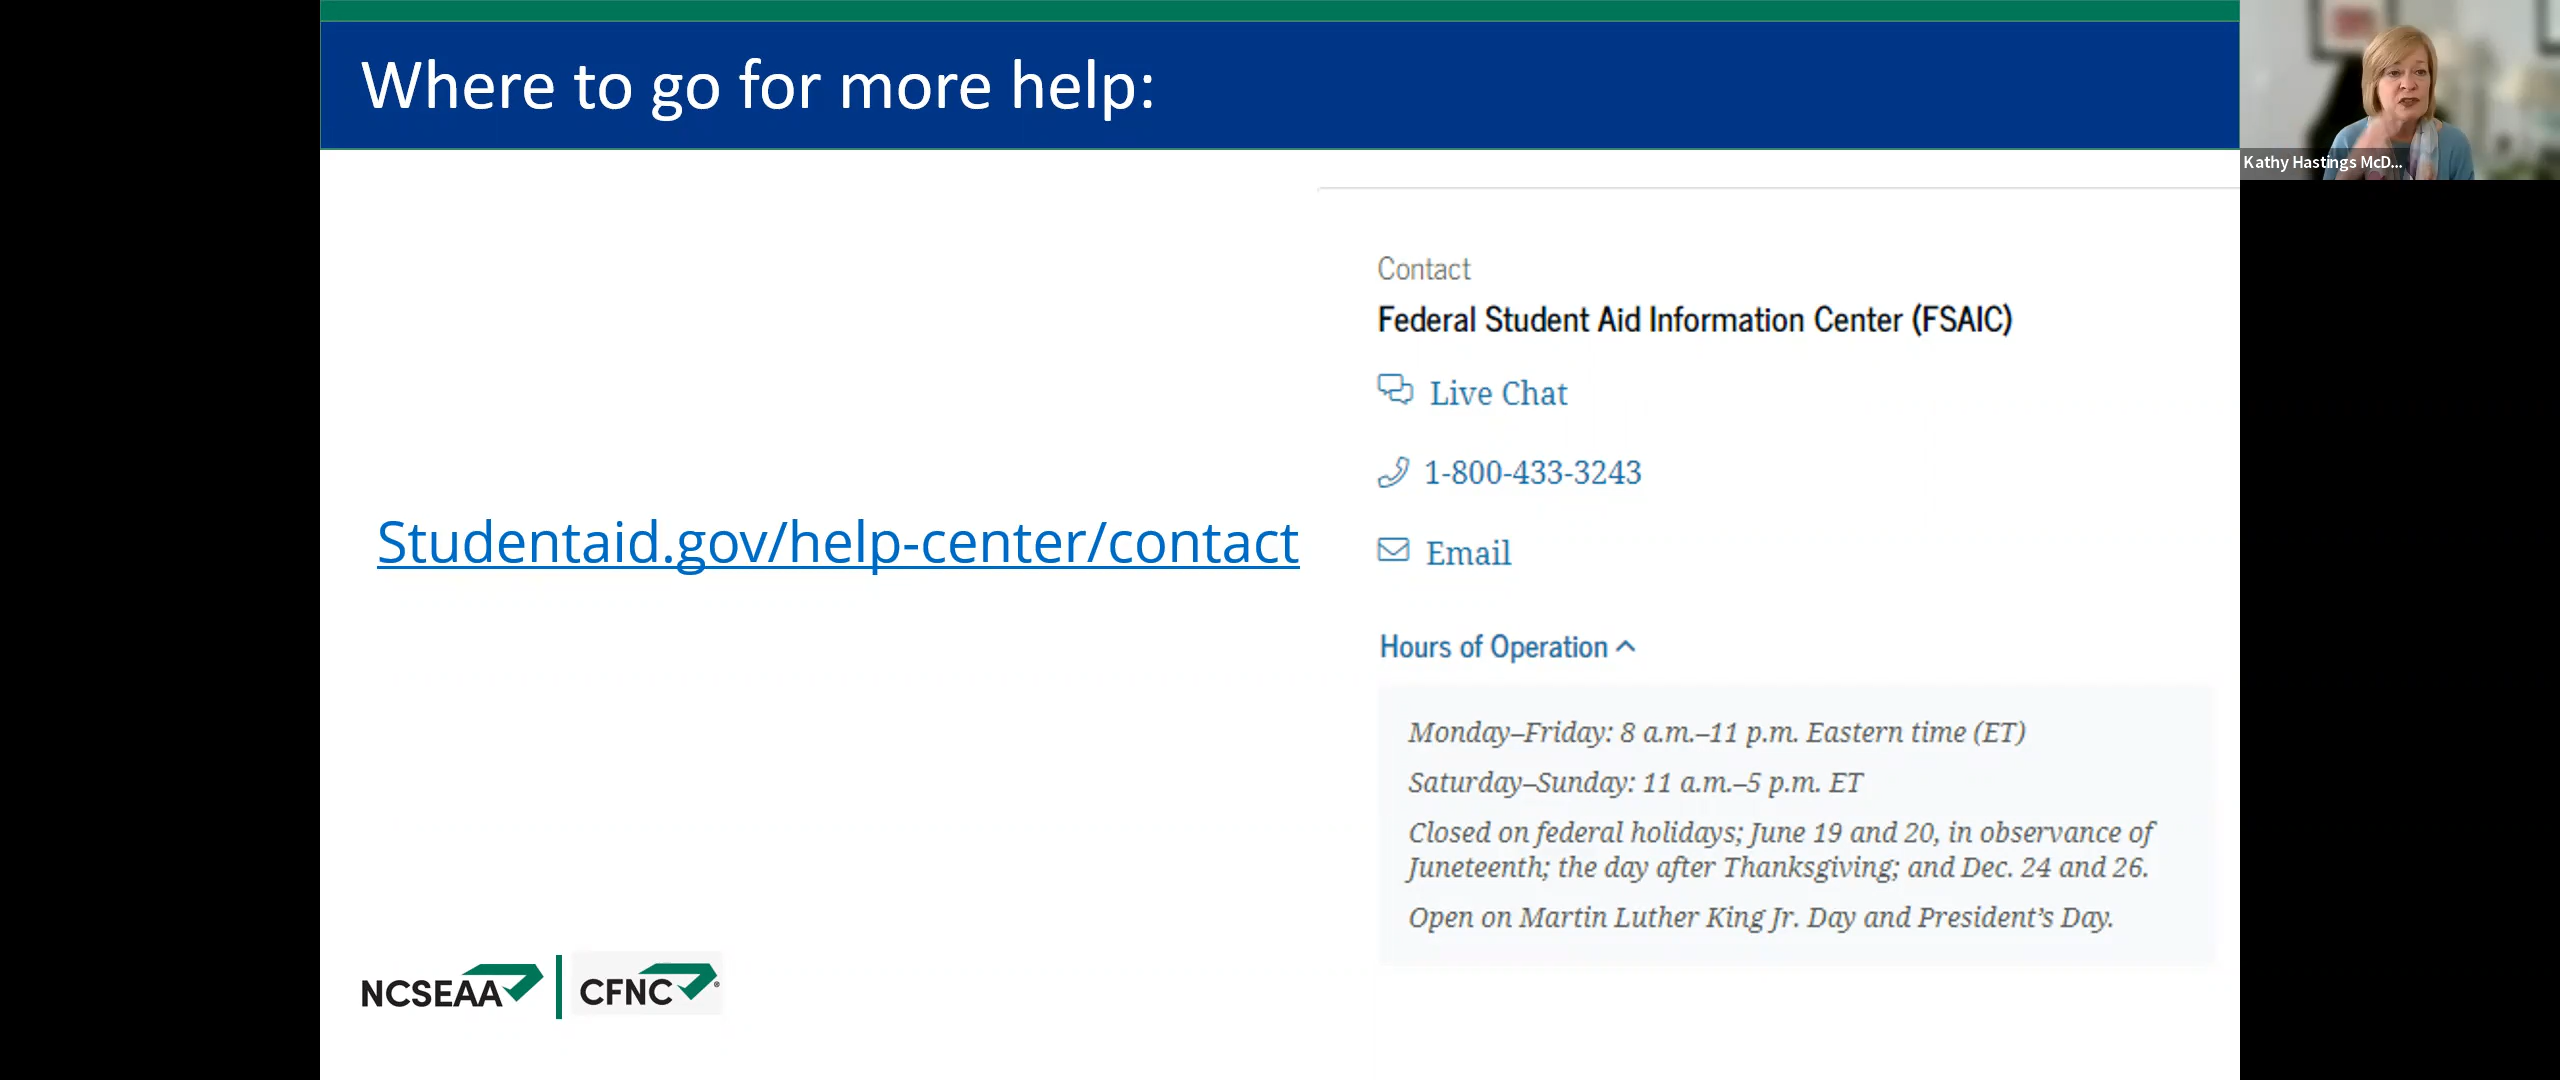 Where to go for more help:
Kathy Hastings McD...
Contact
Federal Student Aid Information Center (FSAIC)
Live Chat
1-800-433-3243
Studentaid.gov/help-center/contact
Email
Hours of Operation
Monday–Friday: 8 a.m.–11 p.m. Eastern time (ET)
Saturday–Sunday: 11 a.m.–5 p.m. ET
Closed on federal holidays; June 19 and 20, in observance of
Juneteenth; the day after Thanksgiving; and Dec. 24 and 26.
Open on Martin Luther King Jr. Day and President’s Day.
NCSEAA
CFNC®